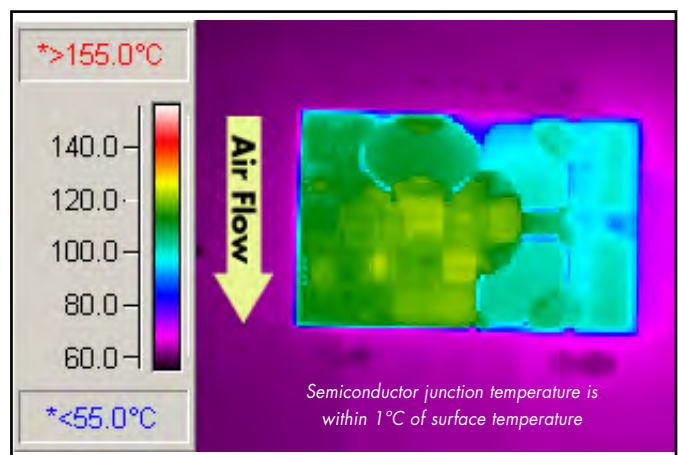 *>155.0°C
140.0
120.0
100.0
80.0
60.0
*<55.0°C
Air Flow
Semiconductor junction temperature is
within 1°C of surface temperature